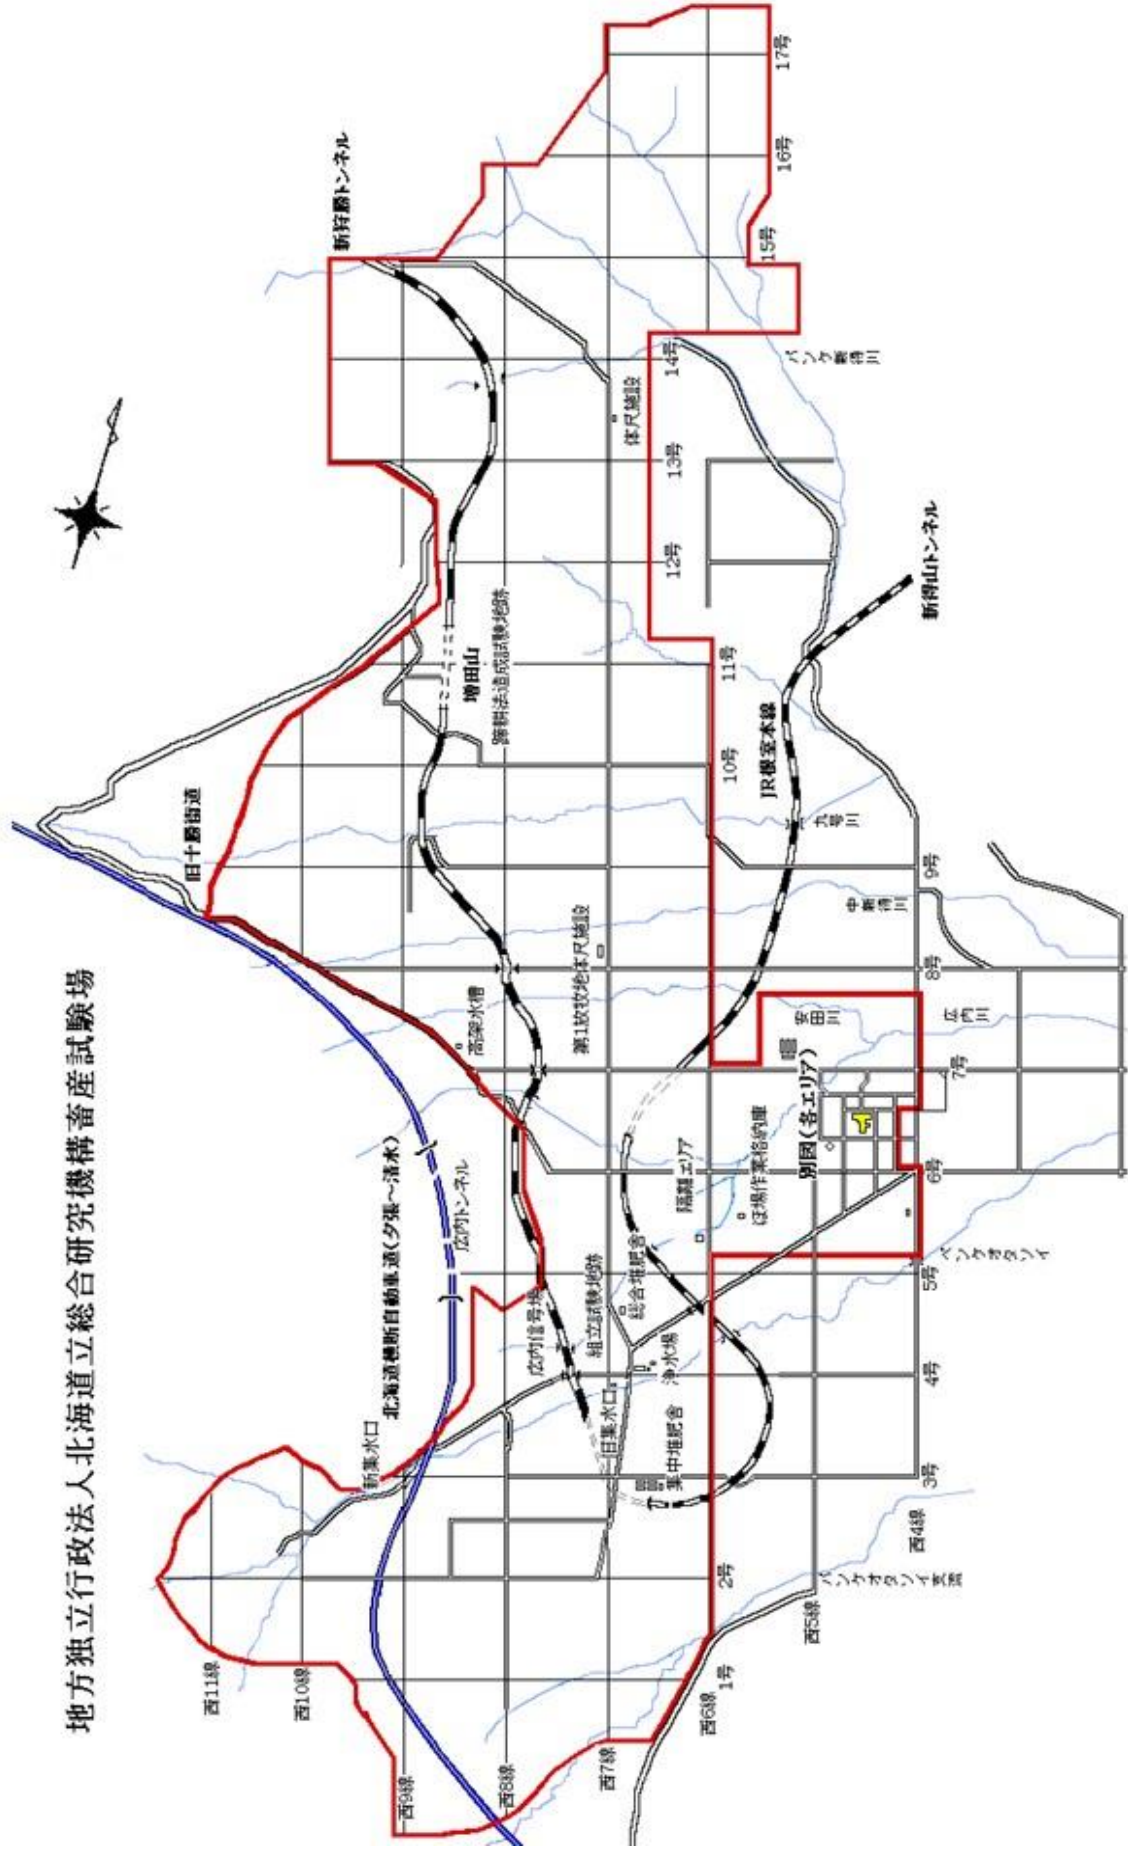 地方独立行政法人北海道立総合研究機構畜産試験場
新狩勝トンネル
17号
16号
15号
14号
パンケ新得川
体尺施設
13号
12号
新得山トンネル
増田山
蹄耕法造成試験地跡
11号
10号
JR根室本線
旧十勝街道
九号川
9号
中新得川
8号
第1放牧地体尺施設
高架水槽
安田川
広内川
7号
別図(各エリア)
北海道横断自動車道(夕張～清水)
広内トンネル
隔離エリア
ほ場作業格納庫
6号
ペンケオタソイ
5号
広内信号場
組立試験地跡
総合堆肥舎
浄水場
4号
新集水口
旧集水口
集中堆肥舎
3号
西4線
パンケオタソイ支流
2号
西5線
1号
西6線
西7線
西8線
西9線
西10線
西11線